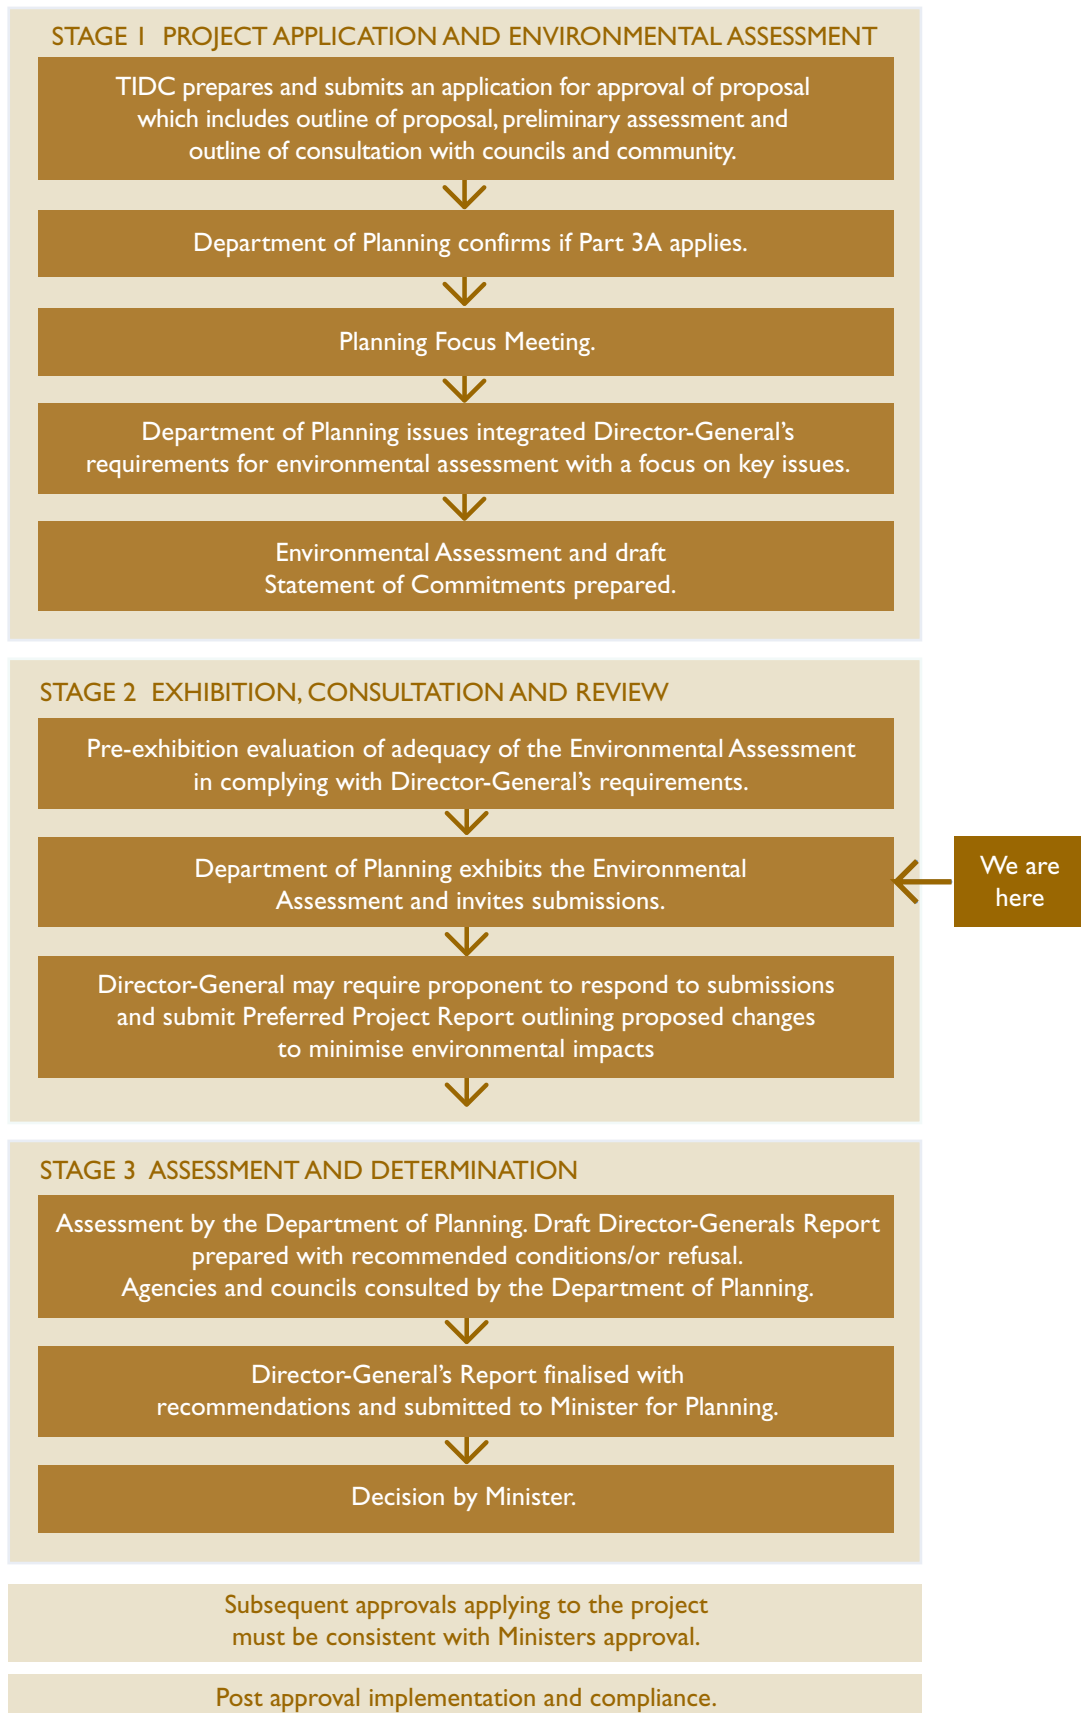 STAGE 1 PROJECT APPLICATION AND ENVIRONMENTAL ASSESSMENT
TIDC prepares and submits an application for approval of proposal
which includes outline of proposal, preliminary assessment and
outline of consultation with councils and community.
Department of Planning confirms if Part 3A applies.
Planning Focus Meeting.
Department of Planning issues integrated Director-General’s
requirements for environmental assessment with a focus on key issues.
Environmental Assessment and draft
Statement of Commitments prepared.
STAGE 2 EXHIBITION, CONSULTATION AND REVIEW
Pre-exhibition evaluation of adequacy of the Environmental Assessment
in complying with Director-General’s requirements.
Department of Planning exhibits the Environmental
Assessment and invites submissions.
We are
here
Director-General may require proponent to respond to submissions
and submit Preferred Project Report outlining proposed changes
to minimise environmental impacts
STAGE 3 ASSESSMENT AND DETERMINATION
Assessment by the Department of Planning. Draft Director-Generals Report
prepared with recommended conditions/or refusal.
Agencies and councils consulted by the Department of Planning.
Director-General’s Report finalised with
recommendations and submitted to Minister for Planning.
Decision by Minister.
Subsequent approvals applying to the project
must be consistent with Ministers approval.
Post approval implementation and compliance.